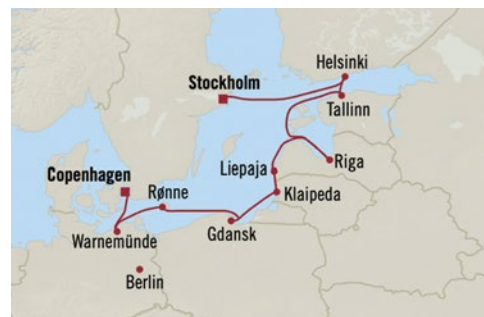 Helsinki
Stockholm
Tallinn
Riga
Liepaja
Copenhagen
Rønne
Klaipeda
Gdansk
Warnemünde
Berlin